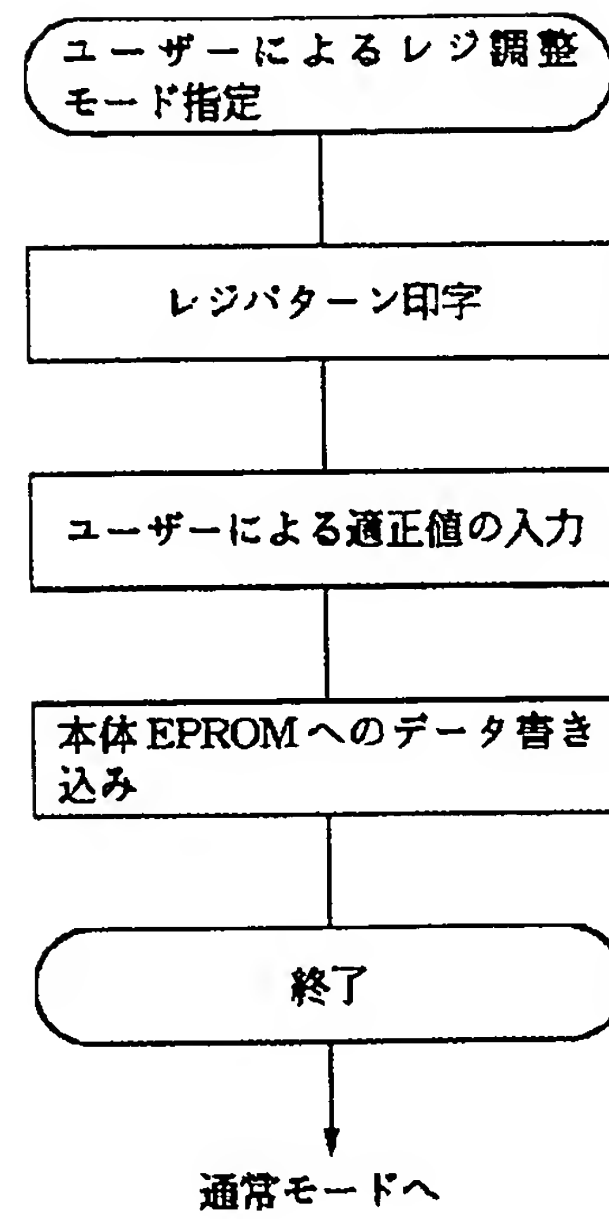 ユーザーによるレジ調整
モード指定
レジパターン印字
ユーザーによる適正値の入力
本体EPROMへのデータ書き
込み
終了
通常モードへ